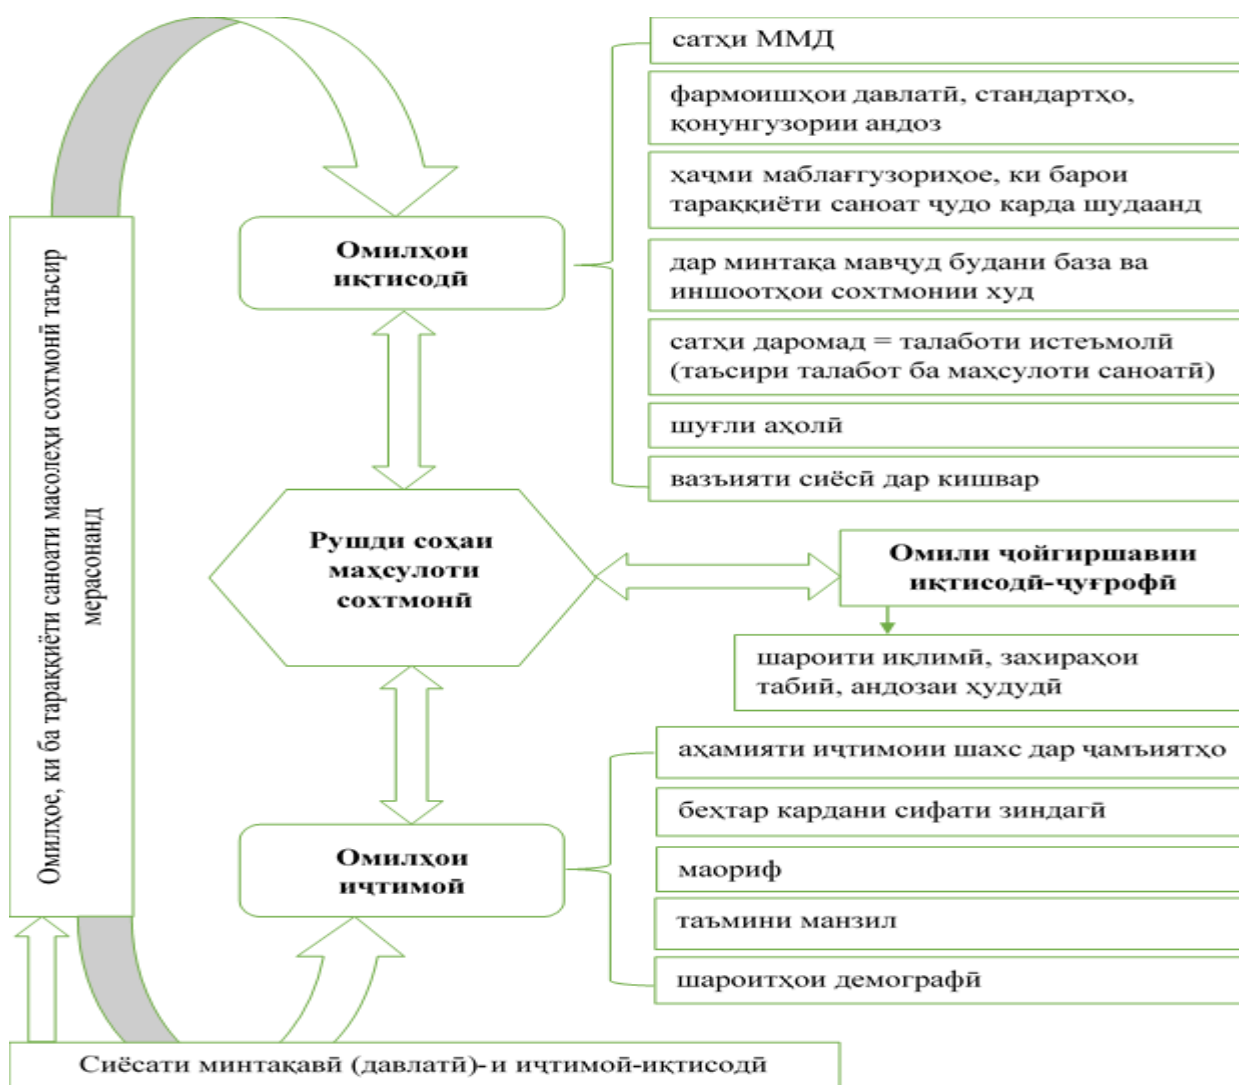 сатҳи ММД
фармоишҳои давлатӣ, стандартҳо,
қонунгузории андоз
ҳаҷми маблағгузориҳое, ки барои
тараққиёти саноат ҷудо карда шудаанд
Омилҳои
иқтисодӣ
дар минтақа мавҷуд будани база ва
иншоотҳои сохтмонии худ
сатҳи даромад = талаботи истеъмолӣ
(таъсири талабот ба маҳсулоти саноатӣ)
шуғли аҳолӣ
вазъияти сиёсӣ дар кишвар
Омилҳое, ки ба тараққиёти саноати масолеҳи сохтмонӣ таъсир
мерасонанд
Рушди соҳаи
маҳсулоти
сохтмонӣ
Омили ҷойгиршавии
иқтисодӣ-ҷуғрофӣ
шароити иқлимӣ, захираҳои
табиӣ, андозаи ҳудудӣ
аҳамияти иҷтимоии шахс дар ҷамъиятҳо
беҳтар кардани сифати зиндагӣ
Омилҳои
иҷтимоӣ
маориф
таъмини манзил
шароитҳои демографӣ
Сиёсати минтақавӣ (давлатӣ)-и иҷтимоӣ-иқтисодӣ